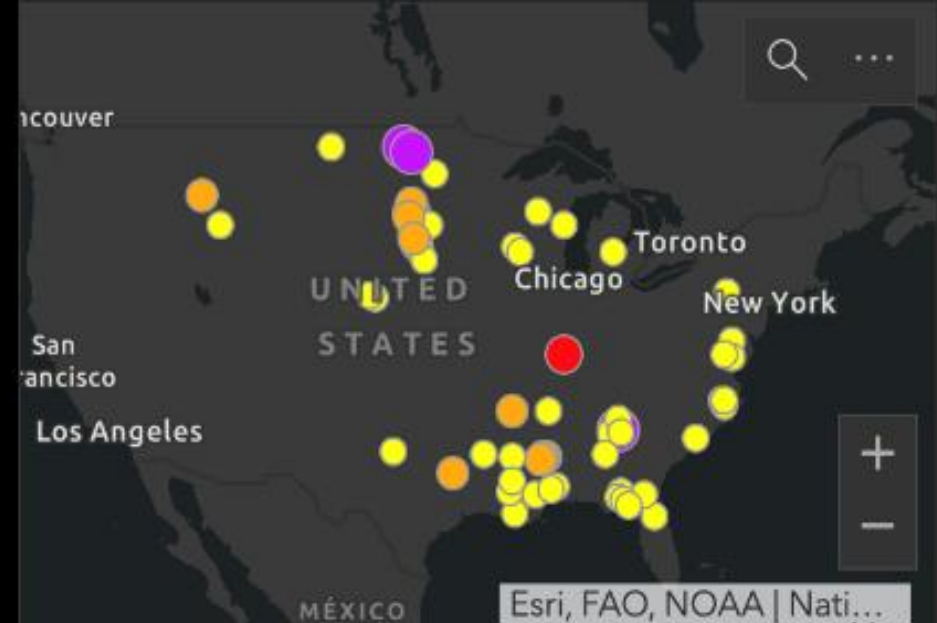 ncouver
Toronto
Chicago
UNITED
STATES
New York
San
rancisco
Los Angeles
MÉXICO
Esri, FAO, NOAA | Nati...